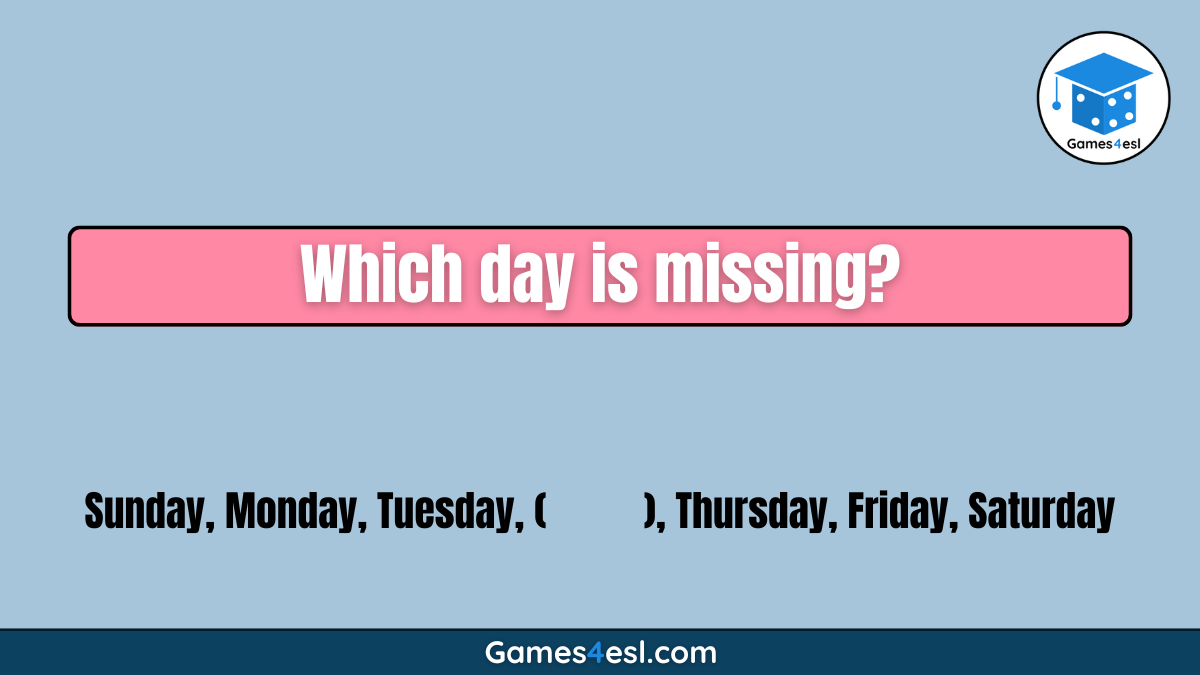 Games4esl
Which day is missing?
Sunday, Monday, Tuesday, (        ), Thursday, Friday, Saturday
Games4esl.com